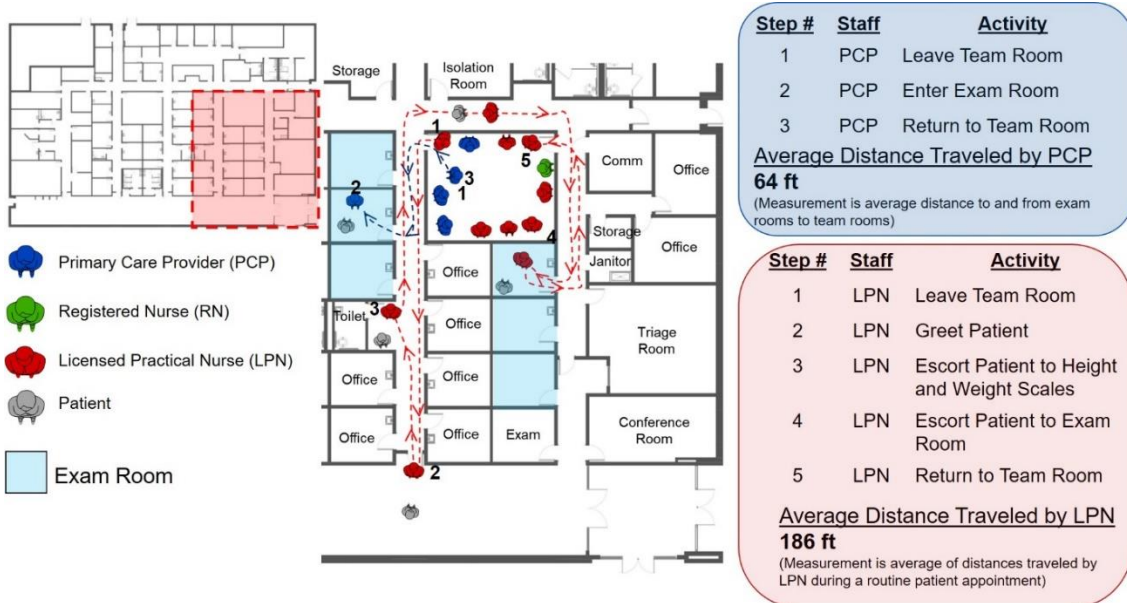 Storage
Isolation
Room
1
5
3
1
2
Comm
Office
Storage
Office
4
Janitor
Office
3
Toilet
Office
Triage
Room
Office
Office
Office
Office
Exam
Conference
Room
2
Primary Care Provider (PCP)
Registered Nurse (RN)
Licensed Practical Nurse (LPN)
Patient
Exam Room
Step # Staff Activity
1 PCP Leave Team Room
2 PCP Enter Exam Room
3 PCP Return to Team Room
Average Distance Traveled by PCP
64 ft
(Measurement is average distance to and from exam
rooms to team rooms)
Step # Staff Activity
1 LPN Leave Team Room
2 LPN Greet Patient
3 LPN Escort Patient to Height
and Weight Scales
4 LPN Escort Patient to Exam
Room
5 LPN Return to Team Room
Average Distance Traveled by LPN
186 ft
(Measurement is average of distances traveled by
LPN during a routine patient appointment)